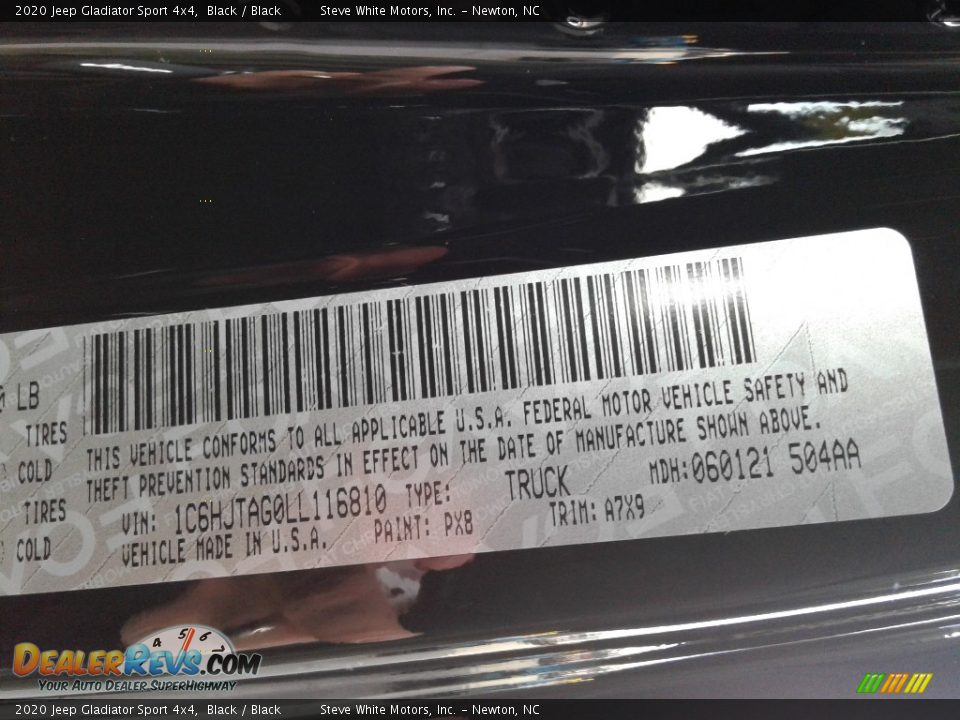 2020 Jeep Gladiator Sport 4x4, Black / Black Steve White Motors, Inc. - Newton, NC
LB
TIRES
COLD
TIRES
COLD
THIS VEHICLE CONFORMS TO ALL APPLICABLE U.S.A. FEDERAL MOTOR VEHICLE SAFETY AND
THEFT PREVENTION STANDARDS IN EFFECT ON THE DATE OF MANUFACTURE SHOWN ABOVE.
VIN: 1C6HJTAG0LL116810 TYPE: TRUCK MDH:060121 504AA
VEHICLE MADE IN U.S.A. PAINT: PX8 TRIM: A7X9
4 5 6
DEALERREVS.COM
YOUR AUTO DEALER SUPERHIGHWAY
2020 Jeep Gladiator Sport 4x4, Black / Black Steve White Motors, Inc. - Newton, NC